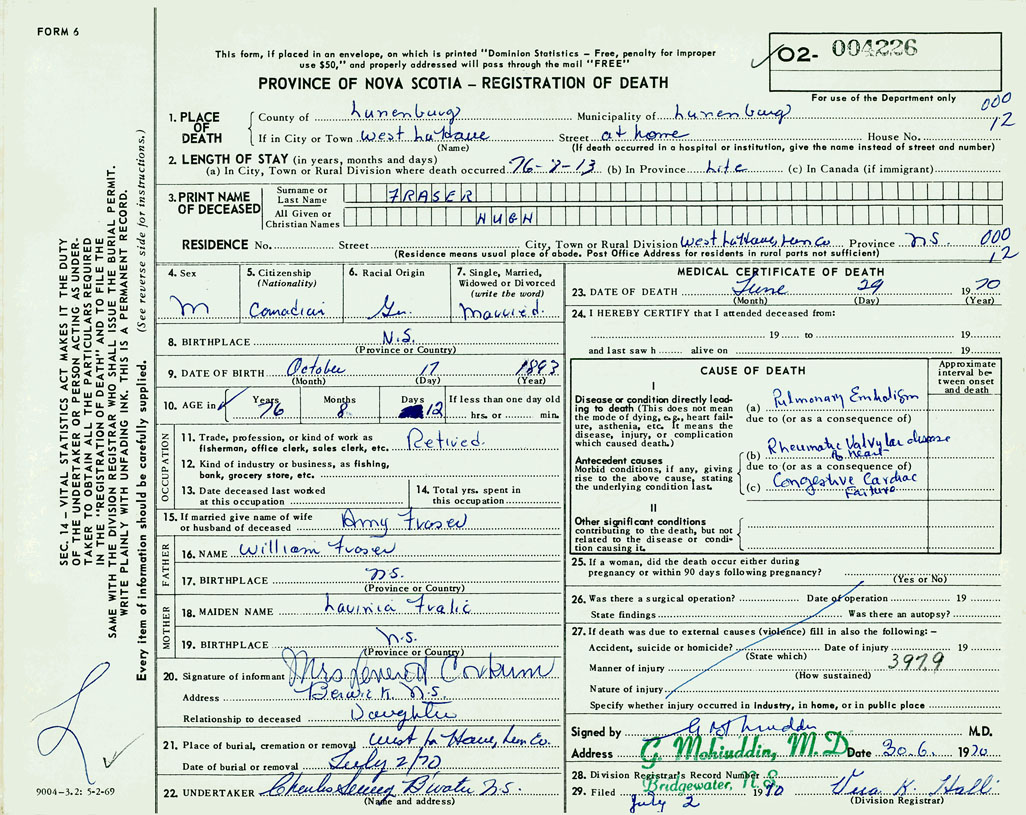 FORM 6
This form, if placed in an envelope, on which is printed "Dominion Statistics – Free, penalty for improper
use $50," and properly addressed will pass through the mail "FREE"
O2- 004226
PROVINCE OF NOVA SCOTIA – REGISTRATION OF DEATH
For use of the Department only
000
12
1. PLACE OF DEATH
County of Lunenburg Municipality of Lunenburg
If in City or Town West LaHave Street at home House No.
(Name) (If death occurred in a hospital or institution, give the name instead of street and number)
2. LENGTH OF STAY (in years, months and days)
(a) In City, Town or Rural Division where death occurred 76-8-13 (b) In Province Life (c) In Canada (if immigrant)
3. PRINT NAME OF DECEASED
Surname or Last Name FRASER
All Given or Christian Names HUGH
RESIDENCE No. Street City, Town or Rural Division West LaHave, Lun Co Province N.S. 000
12
(Residence means usual place of abode. Post Office Address for residents in rural parts not sufficient)
4. Sex
M
5. Citizenship
(Nationality)
Canadian
6. Racial Origin
Gr.
7. Single, Married,
Widowed or Divorced
(write the word)
Married.
8. BIRTHPLACE N.S.
(Province or Country)
9. DATE OF BIRTH October 17 1893
(Month) (Day) (Year)
10. AGE in
Years Months Days If less than one day old
76 8 12 hrs. or min.
OCCUPATION
11. Trade, profession, or kind of work as
fisherman, office clerk, sales clerk, etc. Retired.
12. Kind of industry or business, as fishing,
bank, grocery store, etc.
13. Date deceased last worked
at this occupation
14. Total yrs. spent in
this occupation
15. If married give name of wife
or husband of deceased Amy Fraser
FATHER
16. NAME William Fraser
17. BIRTHPLACE N.S.
(Province or Country)
MOTHER
18. MAIDEN NAME Lavinia Fralic
19. BIRTHPLACE N.S.
(Province or Country)
20. Signature of informant Mrs Corkum
Address Berwick N.S.
Relationship to deceased Daughter
21. Place of burial, cremation or removal West La Have, Lun Co.
Date of burial or removal July 2/70
22. UNDERTAKER Charles B'water N.S.
(Name and address)
MEDICAL CERTIFICATE OF DEATH
23. DATE OF DEATH June 29 1970
(Month) (Day) (Year)
24. I HEREBY CERTIFY that I attended deceased from:
19 to 19
and last saw h alive on 19
CAUSE OF DEATH
Approximate
interval be-
tween onset
and death
I
Disease or condition directly lead-
ing to death (This does not mean
the mode of dying, e.g., heart fail-
ure, asthenia, etc. It means the
disease, injury, or complication
which caused death.)
(a) Pulmonary Embolism
due to (or as a consequence of)
Antecedent causes
Morbid conditions, if any, giving
rise to the above cause, stating
the underlying condition last.
(b) Rheumatic Valvular disease
of heart
due to (or as a consequence of)
(c) Congestive Cardiac
Failure
II
Other significant conditions
contributing to the death, but not
related to the disease or condi-
tion causing it.
25. If a woman, did the death occur either during
pregnancy or within 90 days following pregnancy?
(Yes or No)
26. Was there a surgical operation? Date of operation 19
State findings Was there an autopsy?
27. If death was due to external causes (violence) fill in also the following: –
Accident, suicide or homicide? Date of injury 19
(State which)
Manner of injury 3979
(How sustained)
Nature of injury
Specify whether injury occurred in industry, in home, or in public place
Signed by G Mohiuddin M.D.
Address G. Mohiuddin, M.D Date 30.6. 1970
Bridgewater, N.S.
28. Division Registrar's Record Number
29. Filed July 2 1970 Vera K. Hall
(Division Registrar)
SEC. 14 – VITAL STATISTICS ACT MAKES IT THE DUTY
OF THE UNDERTAKER OR PERSON ACTING AS UNDER-
TAKER TO OBTAIN ALL THE PARTICULARS REQUIRED
IN THE "REGISTRATION OF DEATH" AND TO FILE THE
SAME WITH THE DIVISION REGISTRAR WHO SHALL ISSUE THE BURIAL PERMIT.
WRITE PLAINLY WITH UNFADING INK. THIS IS A PERMANENT RECORD.
Every item of information should be carefully supplied. (See reverse side for instructions.)
9004-3.2: 5-2-69